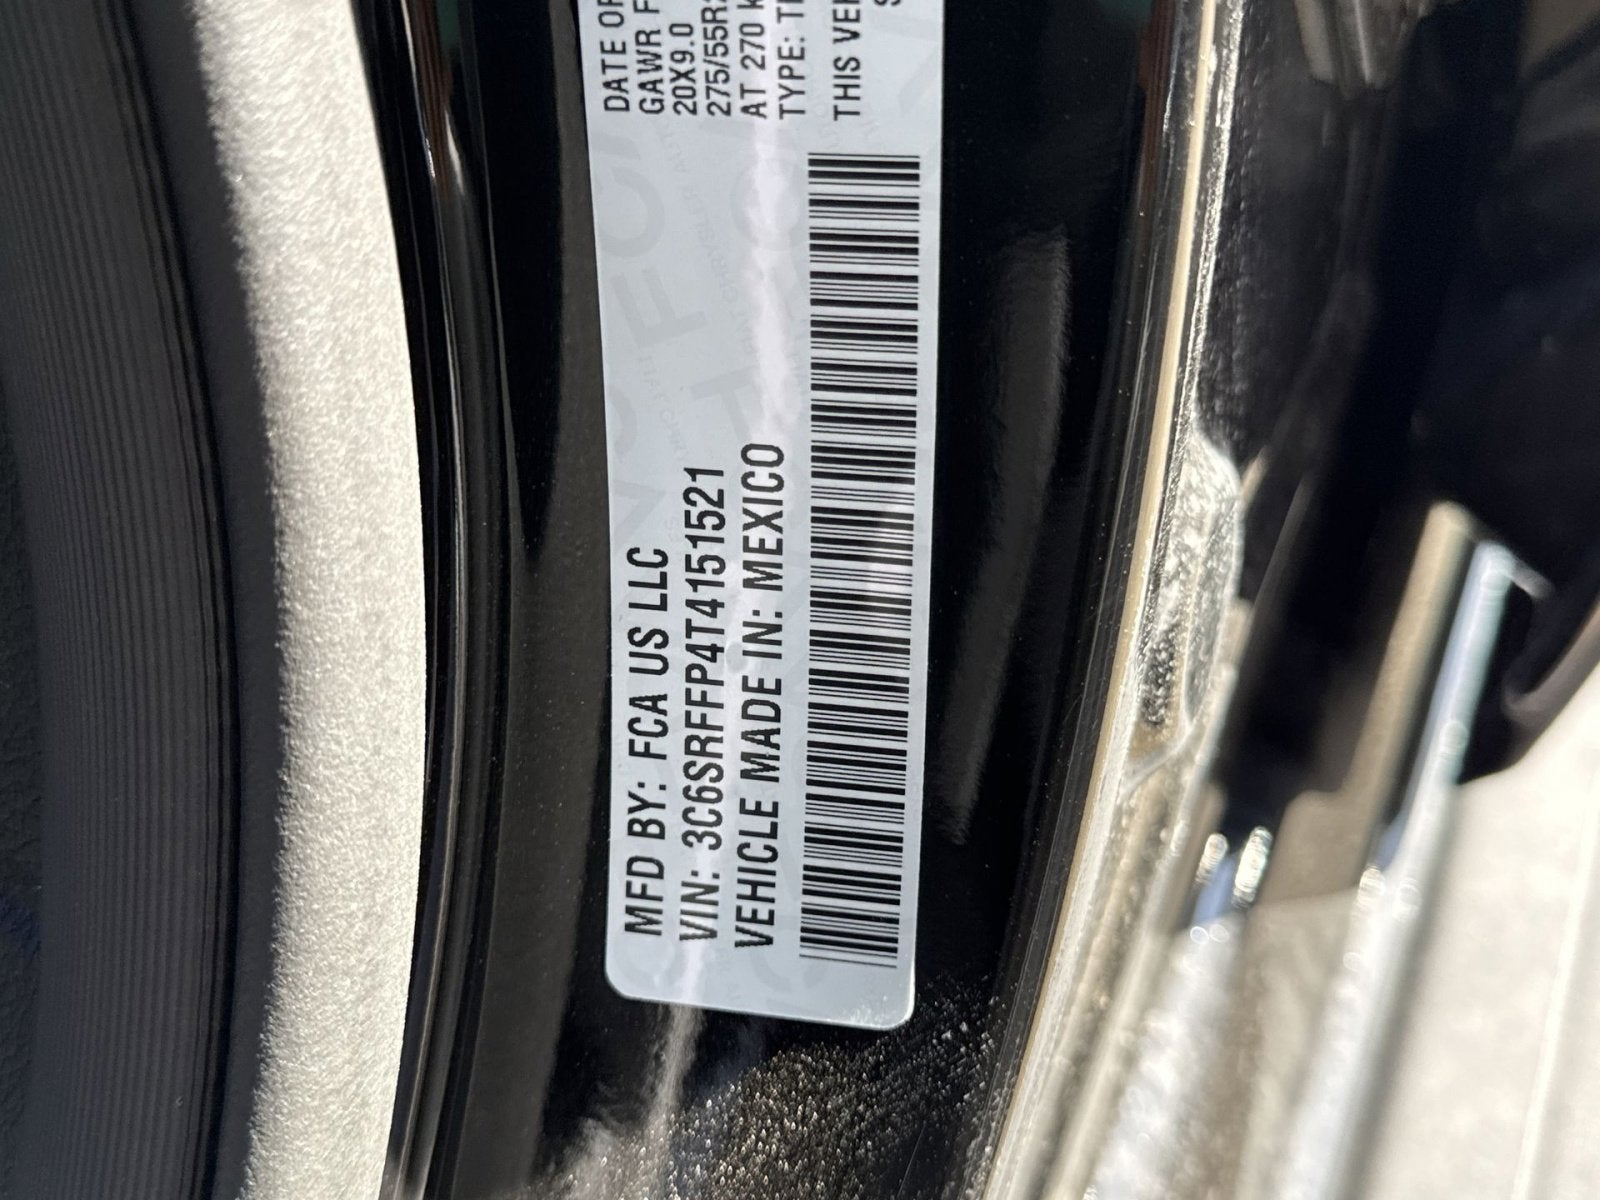 MFD BY: FCA US LLC
VIN: 3C6SRFFP4T4151521
VEHICLE MADE IN: MEXICO
DATE OF
GAWR F
20X9.0
275/55R
AT 270 k
TYPE: T
THIS VE